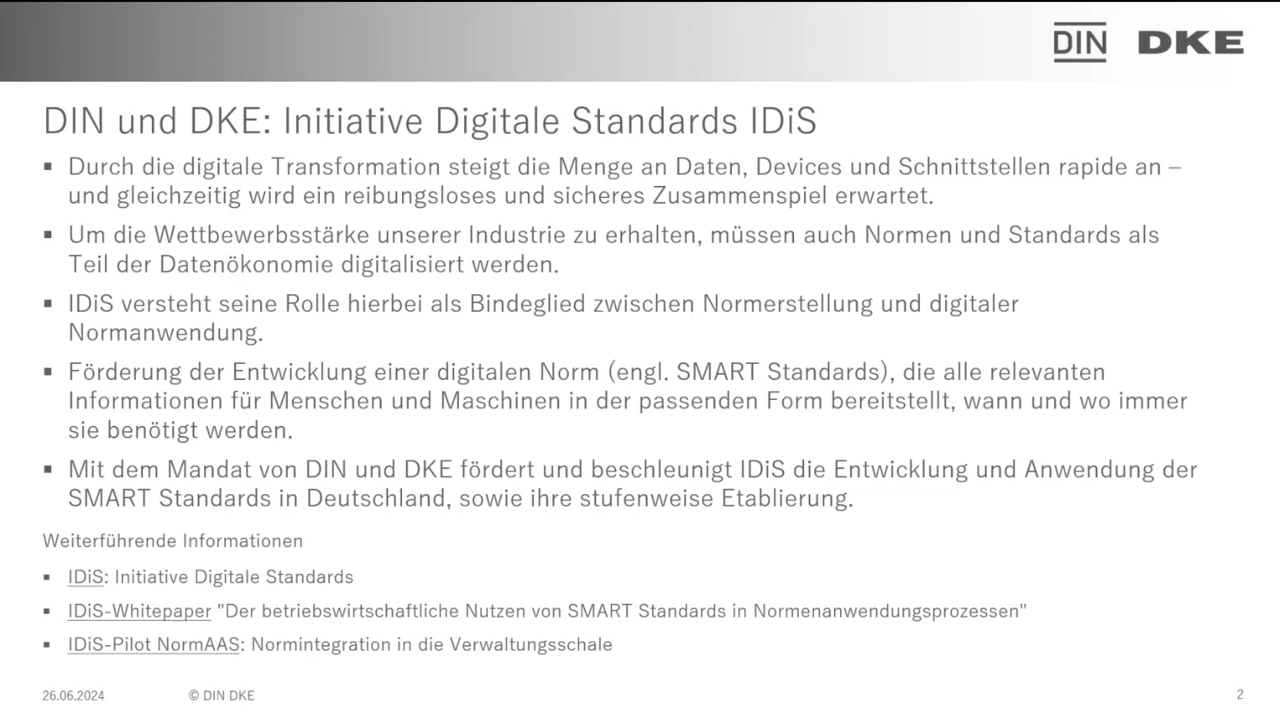 DIN DKE
DIN und DKE: Initiative Digitale Standards IDiS
▪ Durch die digitale Transformation steigt die Menge an Daten, Devices und Schnittstellen rapide an –
und gleichzeitig wird ein reibungsloses und sicheres Zusammenspiel erwartet.
▪ Um die Wettbewerbsstärke unserer Industrie zu erhalten, müssen auch Normen und Standards als
Teil der Datenökonomie digitalisiert werden.
▪ IDiS versteht seine Rolle hierbei als Bindeglied zwischen Normerstellung und digitaler
Normanwendung.
▪ Förderung der Entwicklung einer digitalen Norm (engl. SMART Standards), die alle relevanten
Informationen für Menschen und Maschinen in der passenden Form bereitstellt, wann und wo immer
sie benötigt werden.
▪ Mit dem Mandat von DIN und DKE fördert und beschleunigt IDiS die Entwicklung und Anwendung der
SMART Standards in Deutschland, sowie ihre stufenweise Etablierung.
Weiterführende Informationen
▪ IDiS: Initiative Digitale Standards
▪ IDiS-Whitepaper "Der betriebswirtschaftliche Nutzen von SMART Standards in Normenanwendungsprozessen"
▪ IDiS-Pilot NormAAS: Normintegration in die Verwaltungsschale
26.06.2024 © DIN DKE 2